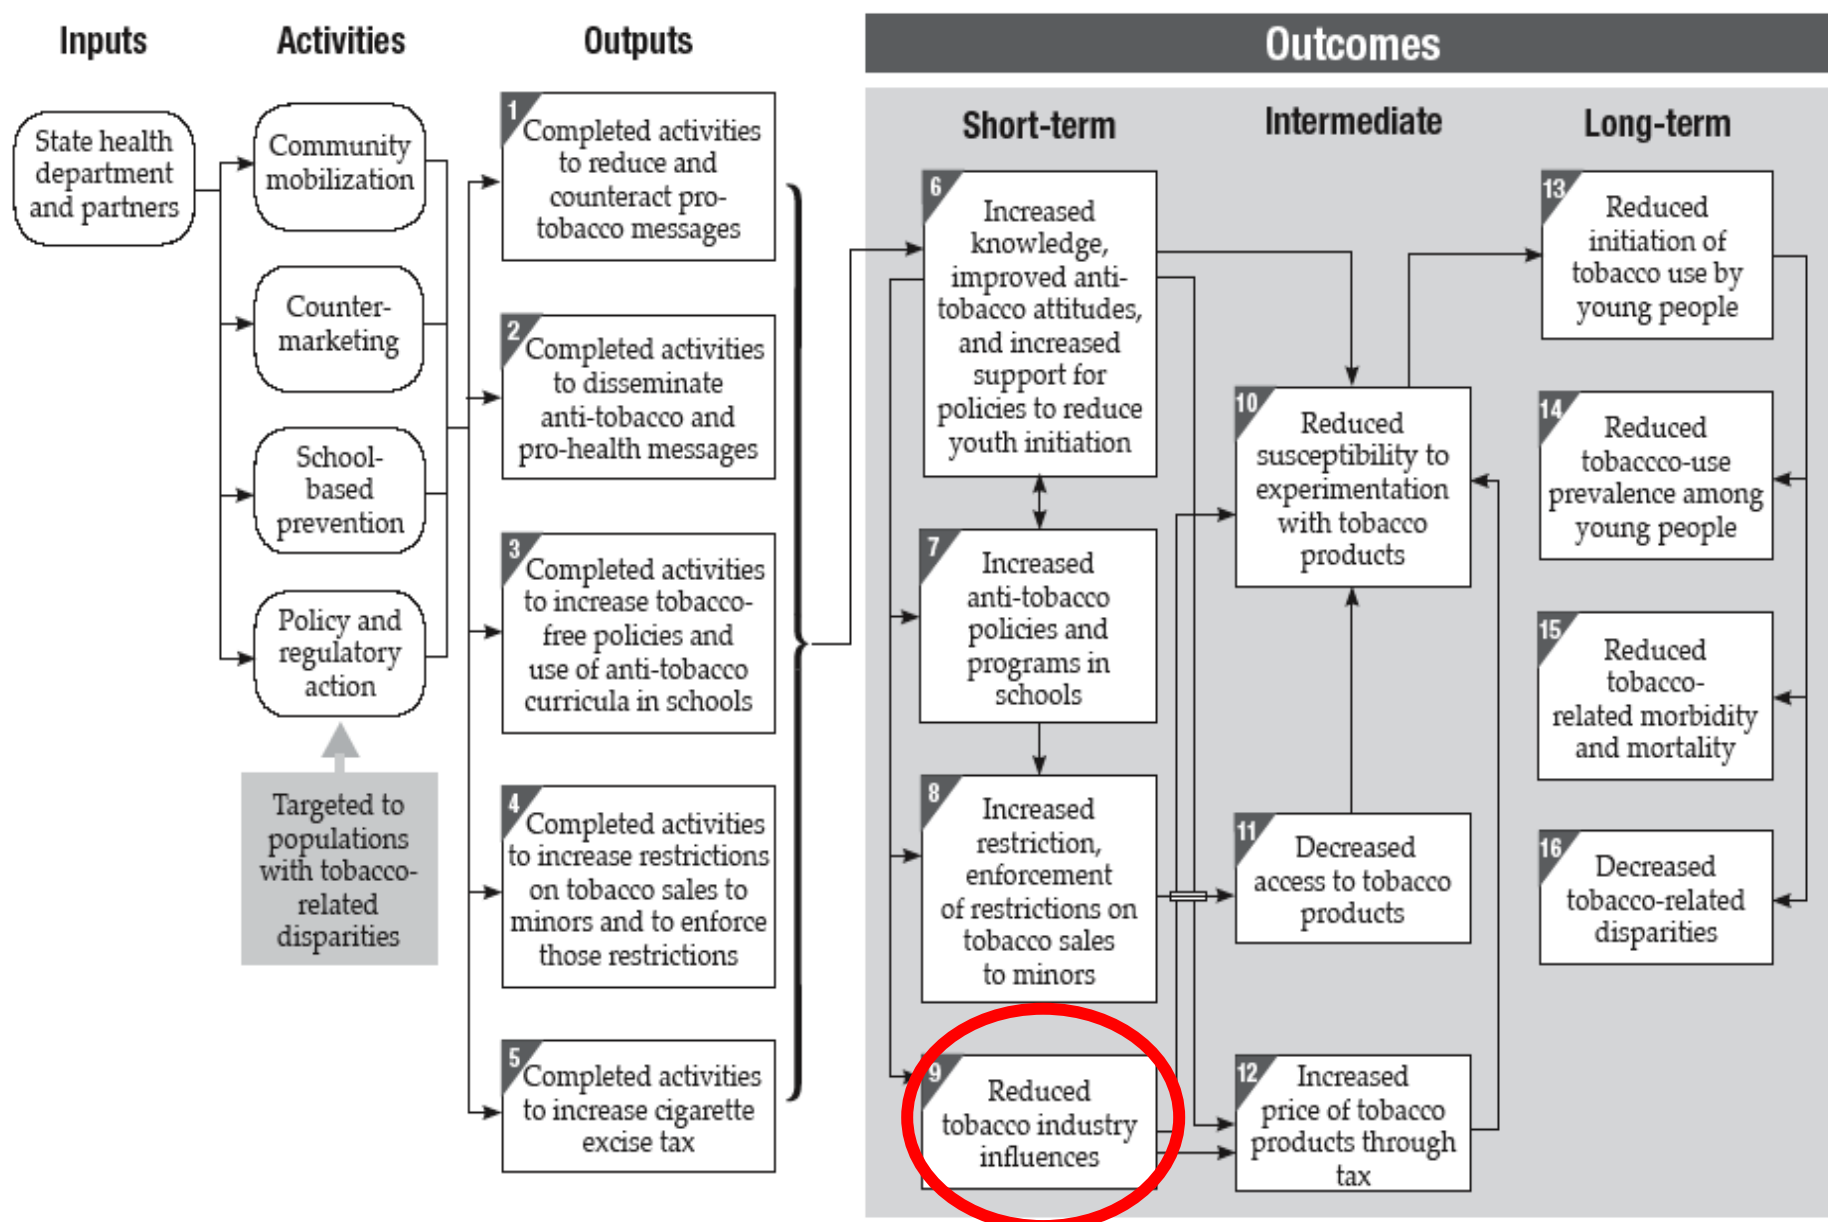 Inputs
Activities
Outputs
Outcomes
State health
department
and partners
Community
mobilization
Counter-
marketing
School-
based
prevention
Policy and
regulatory
action
Targeted to
populations
with tobacco-
related
disparities
1
Completed activities
to reduce and
counteract pro-
tobacco messages
2
Completed activities
to disseminate
anti-tobacco and
pro-health messages
3
Completed activities
to increase tobacco-
free policies and
use of anti-tobacco
curricula in schools
4
Completed activities
to increase restrictions
on tobacco sales to
minors and to enforce
those restrictions
5
Completed activities
to increase cigarette
excise tax
Short-term
6
Increased
knowledge,
improved anti-
tobacco attitudes,
and increased
support for
policies to reduce
youth initiation
7
Increased
anti-tobacco
policies and
programs in
schools
8
Increased
restriction,
enforcement
of restrictions on
tobacco sales
to minors
9
Reduced
tobacco industry
influences
Intermediate
10
Reduced
susceptibility to
experimentation
with tobacco
products
11
Decreased
access to tobacco
products
12
Increased
price of tobacco
products through
tax
Long-term
13
Reduced
initiation of
tobacco use by
young people
14
Reduced
tobaccco-use
prevalence among
young people
15
Reduced
tobacco-
related morbidity
and mortality
16
Decreased
tobacco-related
disparities